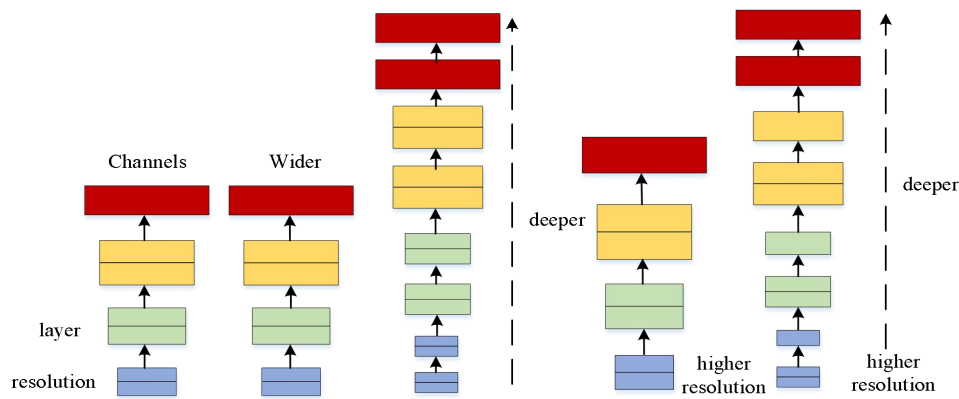 Channels
Wider
deeper
deeper
layer
resolution
higher
resolution
higher
resolution